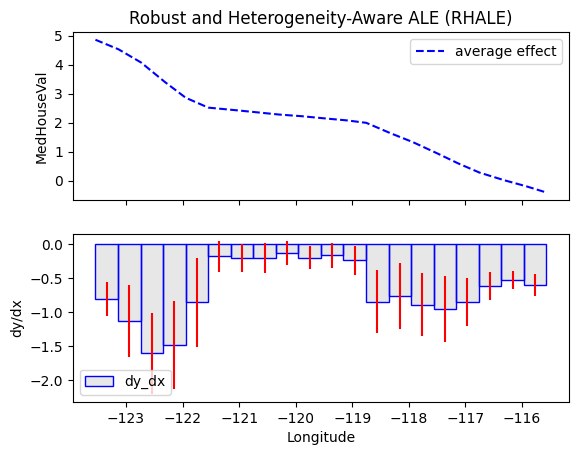 Robust and Heterogeneity-Aware ALE (RHALE)
5
4
3
2
1
0
MedHouseVal
average effect
0.0
−0.5
−1.0
−1.5
−2.0
dy/dx
dy_dx
−123 −122 −121 −120 −119 −118 −117 −116
Longitude